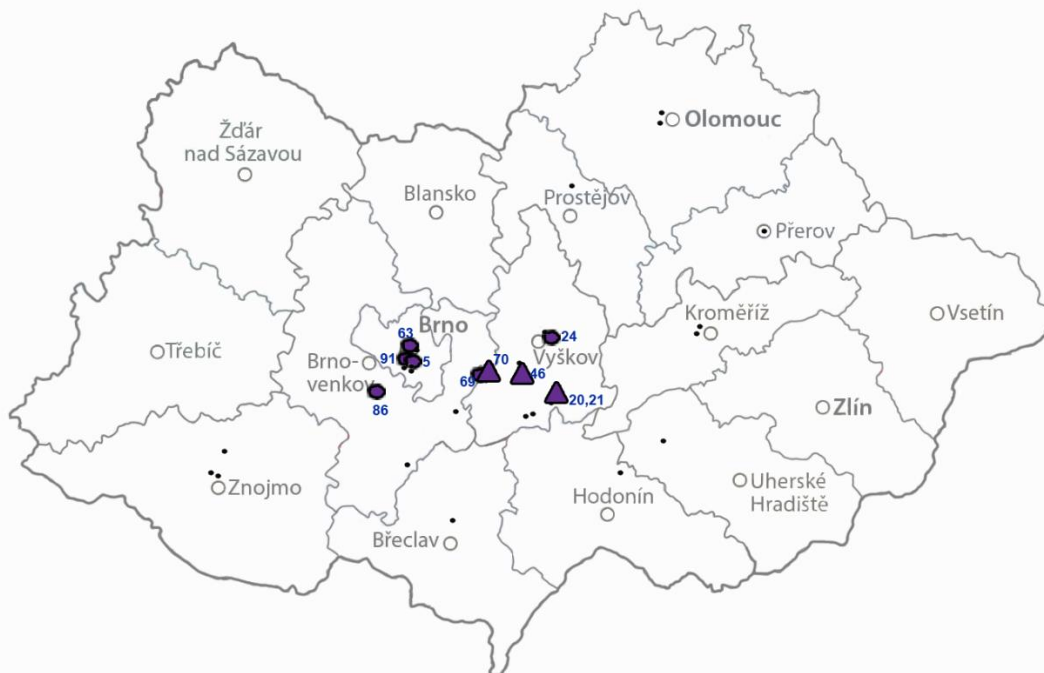 Olomouc
Žďár
nad Sázavou
Blansko
Prostějov
Přerov
Kroměříž
Vsetín
63
Brno
24
Třebíč
Brno-
venkov
91
5
Vyškov
70
69
46
86
20,21
Zlín
Znojmo
Hodonín
Uherské
Hradiště
Břeclav